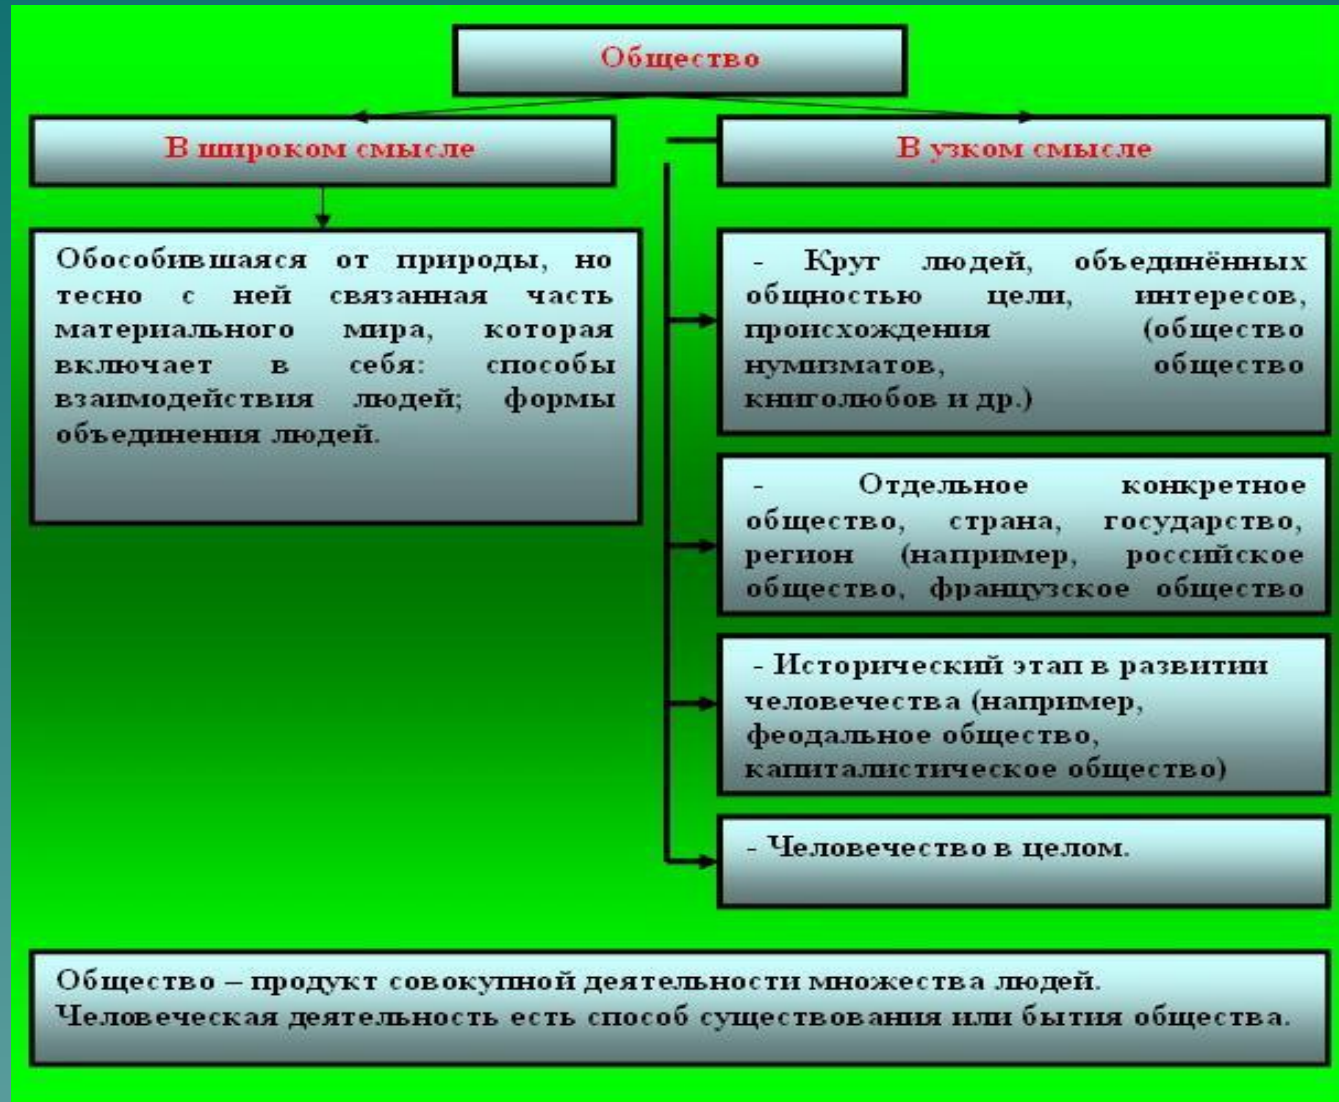 Общество
В широком смысле
В узком смысле
Обособившаяся от природы, но
тесно с ней связанная часть
материального мира, которая
включает в себя: способы
взаимодействия людей; формы
объединения людей.
- Круг людей, объединённых
общностью цели, интересов,
происхождения (общество
нумизматов, общество
книголюбов и др.)
- Отдельное конкретное
общество, страна, государство,
регион (например, российское
общество, французское общество
- Исторический этап в развитии
человечества (например,
феодальное общество,
капиталистическое общество)
- Человечество в целом.
Общество – продукт совокупной деятельности множества людей.
Человеческая деятельность есть способ существования или бытия общества.